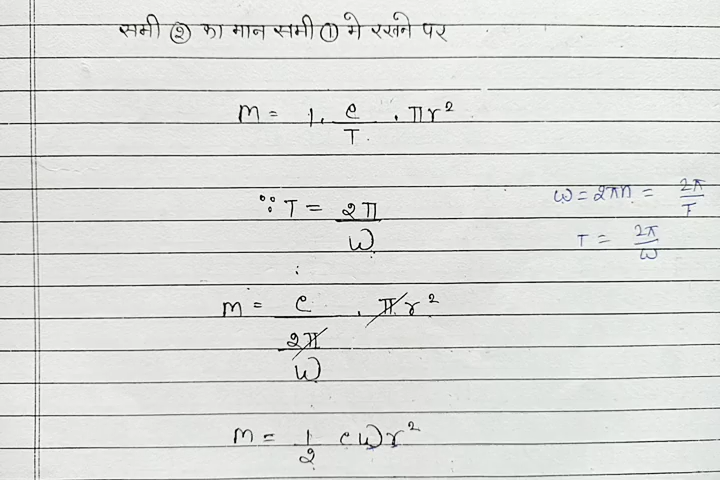 समी ② का मान समी ① मे रखने पर
m = 1. e/T . πr²
∵ T = 2π/ω
ω = 2πn = 2π/T
T = 2π/ω
m = e/(2π/ω) . πr²
m = 1/2 eωr²